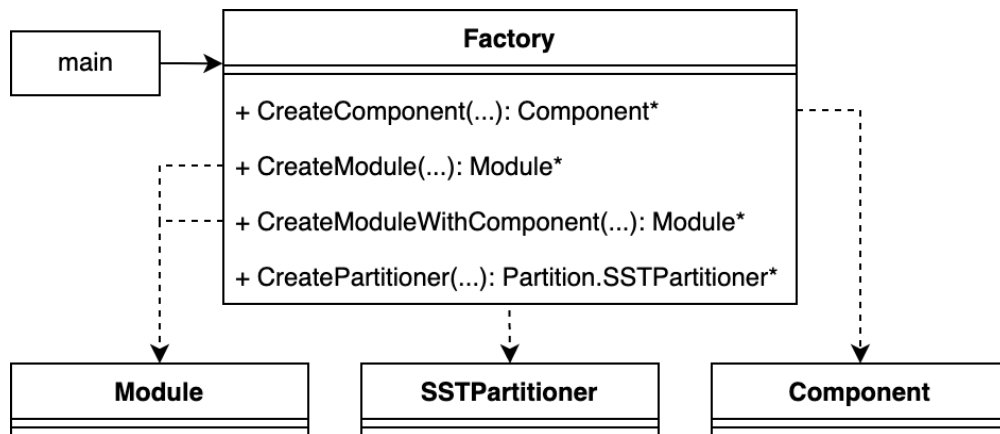 main
Factory
+ CreateComponent(...): Component*
+ CreateModule(...): Module*
+ CreateModuleWithComponent(...): Module*
+ CreatePartitioner(...): Partition.SSTPartitioner*
Module
SSTPartitioner
Component